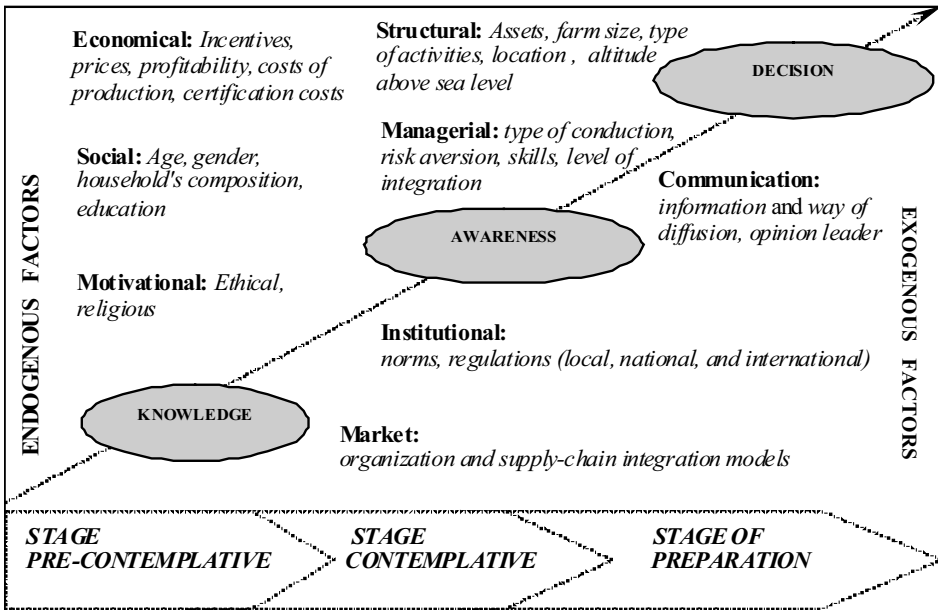 Economical: Incentives,
prices, profitability, costs of
production, certification costs
Structural: Assets, farm size, type
of activities, location , altitude
above sea level
DECISION
Social: Age, gender,
household's composition,
education
Managerial: type of conduction,
risk aversion, skills, level of
integration
Communication:
information and way of
diffusion, opinion leader
AWARENESS
ENDOGENOUS FACTORS
EXOGENOUS FACTORS
Motivational: Ethical,
religious
Institutional:
norms, regulations (local, national, and international)
KNOWLEDGE
Market:
organization and supply-chain integration models
STAGE
PRE-CONTEMPLATIVE
STAGE
CONTEMPLATIVE
STAGE OF
PREPARATION